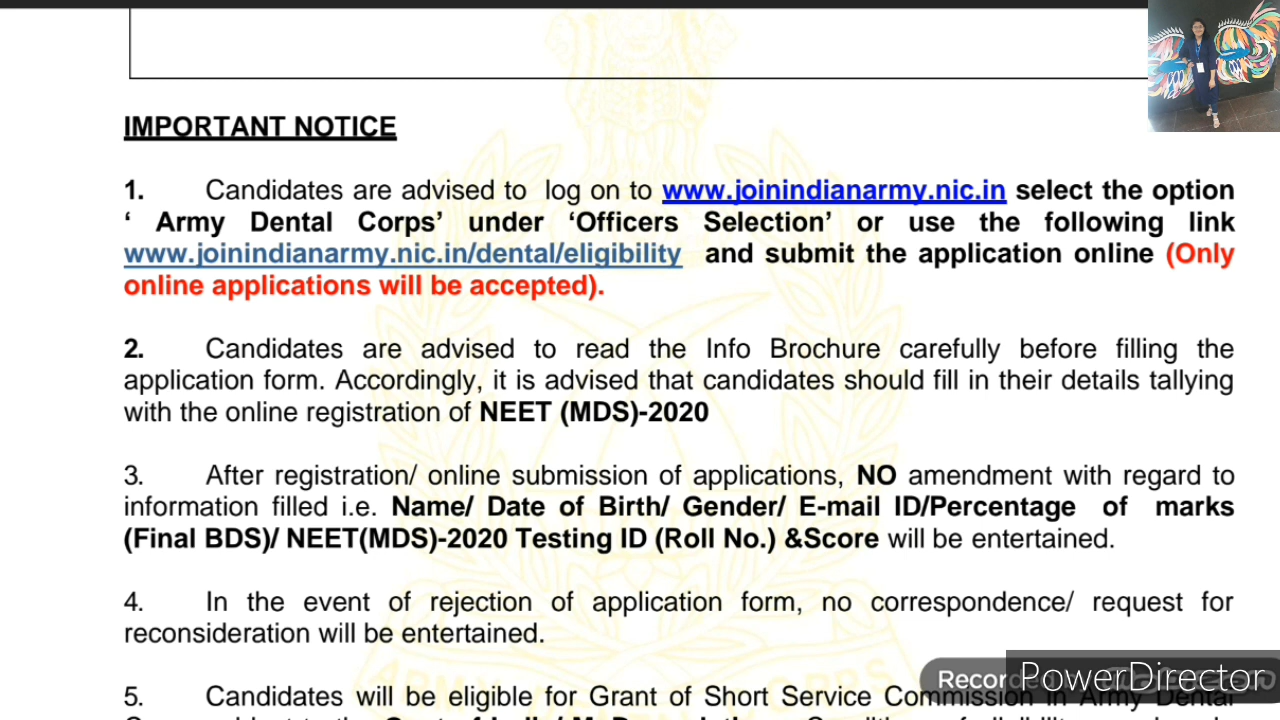 IMPORTANT NOTICE
1. Candidates are advised to log on to www.joinindianarmy.nic.in select the option
‘ Army Dental Corps’ under ‘Officers Selection’ or use the following link
www.joinindianarmy.nic.in/dental/eligibility and submit the application online (Only
online applications will be accepted).
2. Candidates are advised to read the Info Brochure carefully before filling the
application form. Accordingly, it is advised that candidates should fill in their details tallying
with the online registration of NEET (MDS)-2020
3. After registration/ online submission of applications, NO amendment with regard to
information filled i.e. Name/ Date of Birth/ Gender/ E-mail ID/Percentage of marks
(Final BDS)/ NEET(MDS)-2020 Testing ID (Roll No.) &Score will be entertained.
4. In the event of rejection of application form, no correspondence/ request for
reconsideration will be entertained.
5. Candidates will be eligible for Grant of Short Service Commission in Army Dental
PowerDirector